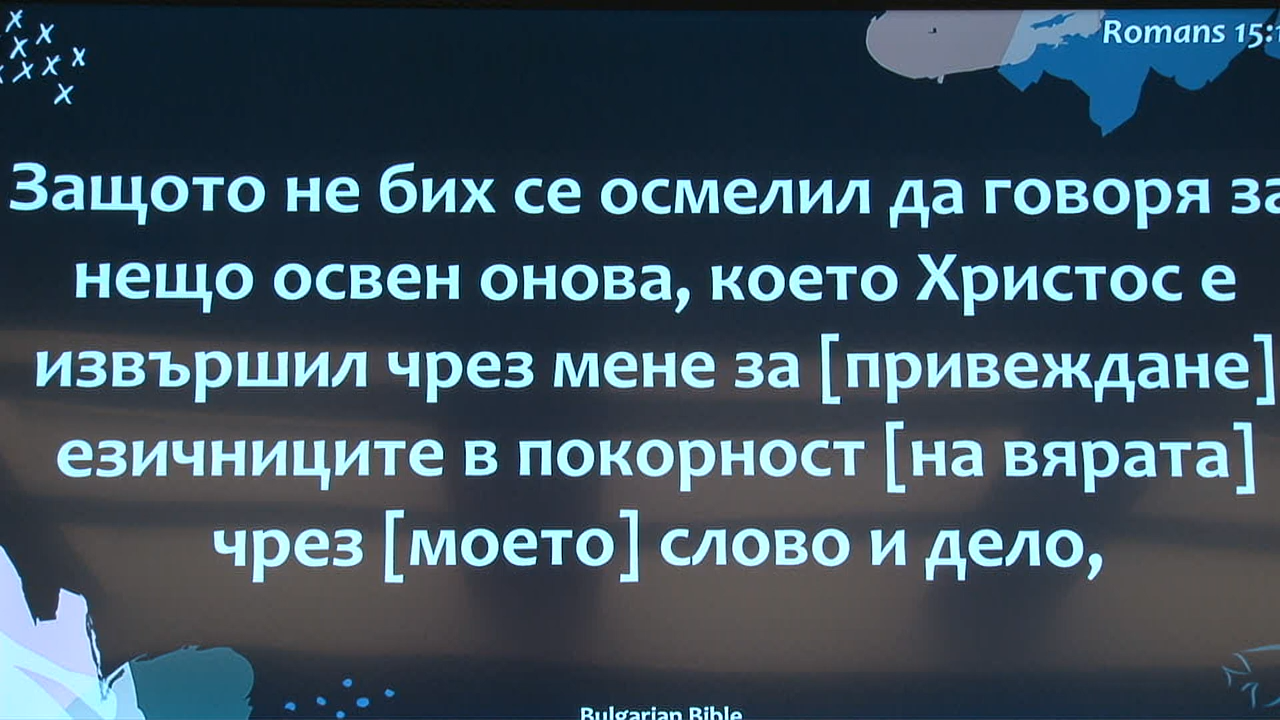 Romans 15:1
Защото не бих се осмелил да говоря за
нещо освен онова, което Христос е
извършил чрез мене за [привеждане]
езичниците в покорност [на вярата]
чрез [моето] слово и дело,
Bulgarian Bible